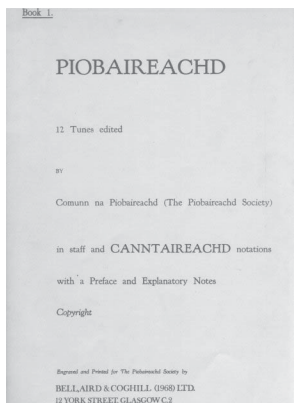 Book 1.
PIOBAIREACHD
12 Tunes edited
BY
Comunn na Piobaireachd (The Piobaireachd Society)
in staff and CANNTAIREACHD notations
with a Preface and Explanatory Notes
Copyright
Engraved and Printed for The Piobaireachd Society by
BELL, AIRD & COGHILL (1968) LTD.
12 YORK STREET, GLASGOW C.2